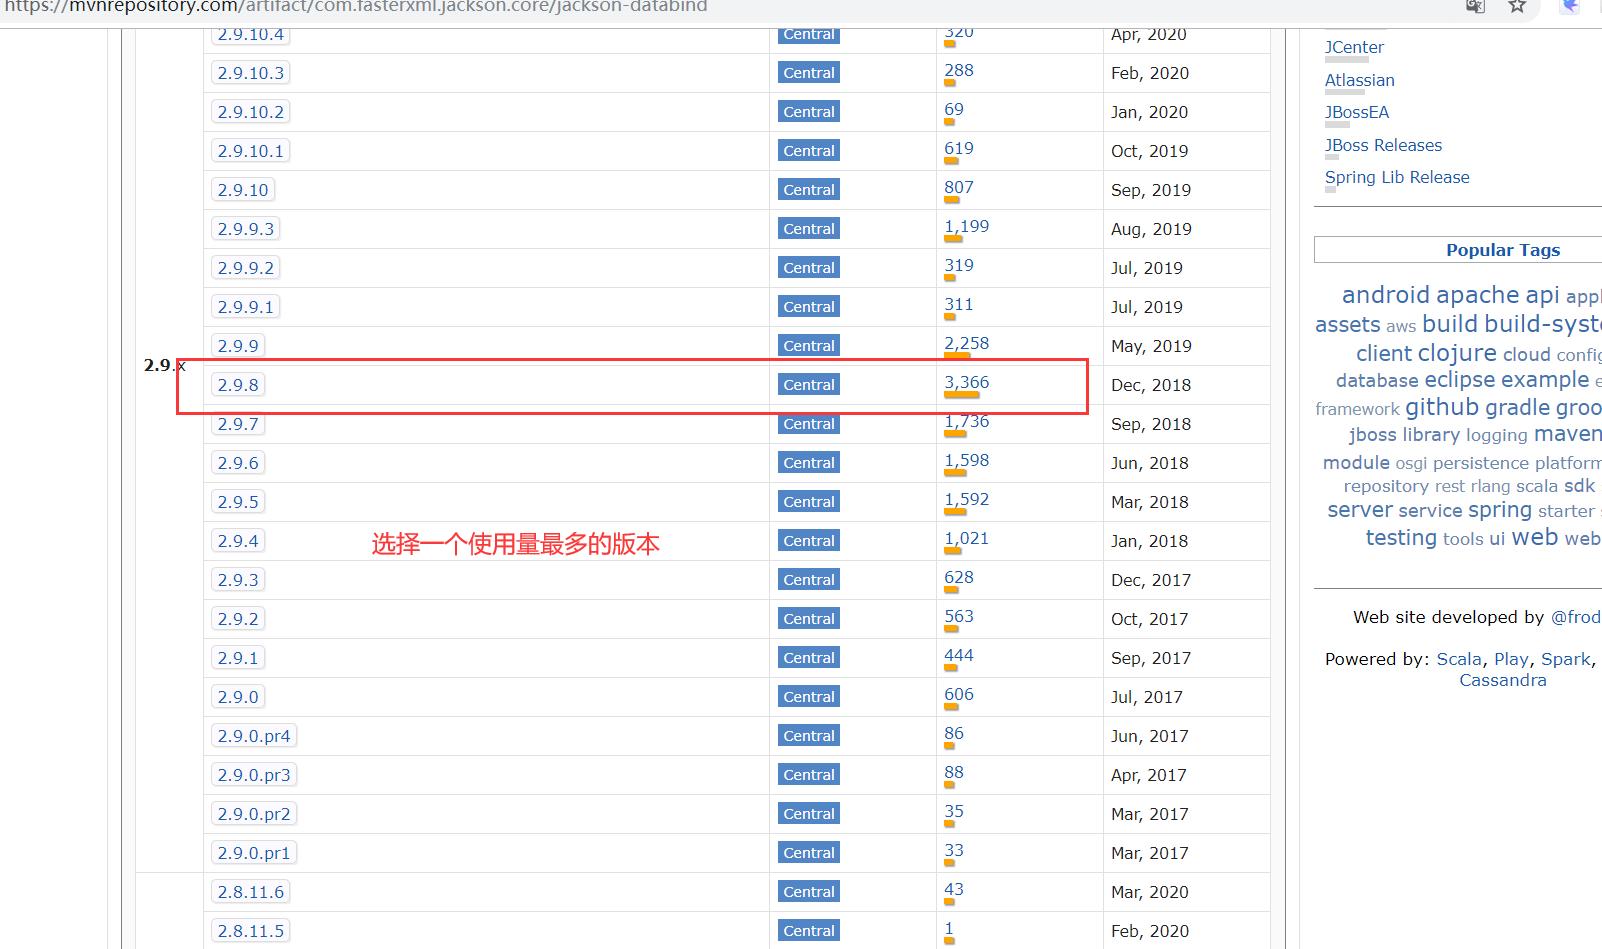 https://mvnrepository.com/artifact/com.fasterxml.jackson.core/jackson-databind
2.9.10.4 Central 320 Apr, 2020
2.9.10.3 Central 288 Feb, 2020
2.9.10.2 Central 69 Jan, 2020
2.9.10.1 Central 619 Oct, 2019
2.9.10 Central 807 Sep, 2019
2.9.9.3 Central 1,199 Aug, 2019
2.9.9.2 Central 319 Jul, 2019
2.9.9.1 Central 311 Jul, 2019
2.9.9 Central 2,258 May, 2019
2.9.x
2.9.8 Central 3,366 Dec, 2018
2.9.7 Central 1,736 Sep, 2018
2.9.6 Central 1,598 Jun, 2018
2.9.5 Central 1,592 Mar, 2018
2.9.4 Central 1,021 Jan, 2018
选择一个使用量最多的版本
2.9.3 Central 628 Dec, 2017
2.9.2 Central 563 Oct, 2017
2.9.1 Central 444 Sep, 2017
2.9.0 Central 606 Jul, 2017
2.9.0.pr4 Central 86 Jun, 2017
2.9.0.pr3 Central 88 Apr, 2017
2.9.0.pr2 Central 35 Mar, 2017
2.9.0.pr1 Central 33 Mar, 2017
2.8.11.6 Central 43 Mar, 2020
2.8.11.5 Central 1 Feb, 2020
JCenter
Atlassian
JBossEA
JBoss Releases
Spring Lib Release
Popular Tags
android apache api
assets aws build build-syst
client clojure cloud config
database eclipse example
framework github gradle groo
jboss library logging maven
module osgi persistence platform
repository rest rlang scala sdk
server service spring starter
testing tools ui web web
Web site developed by @frod
Powered by: Scala, Play, Spark,
Cassandra